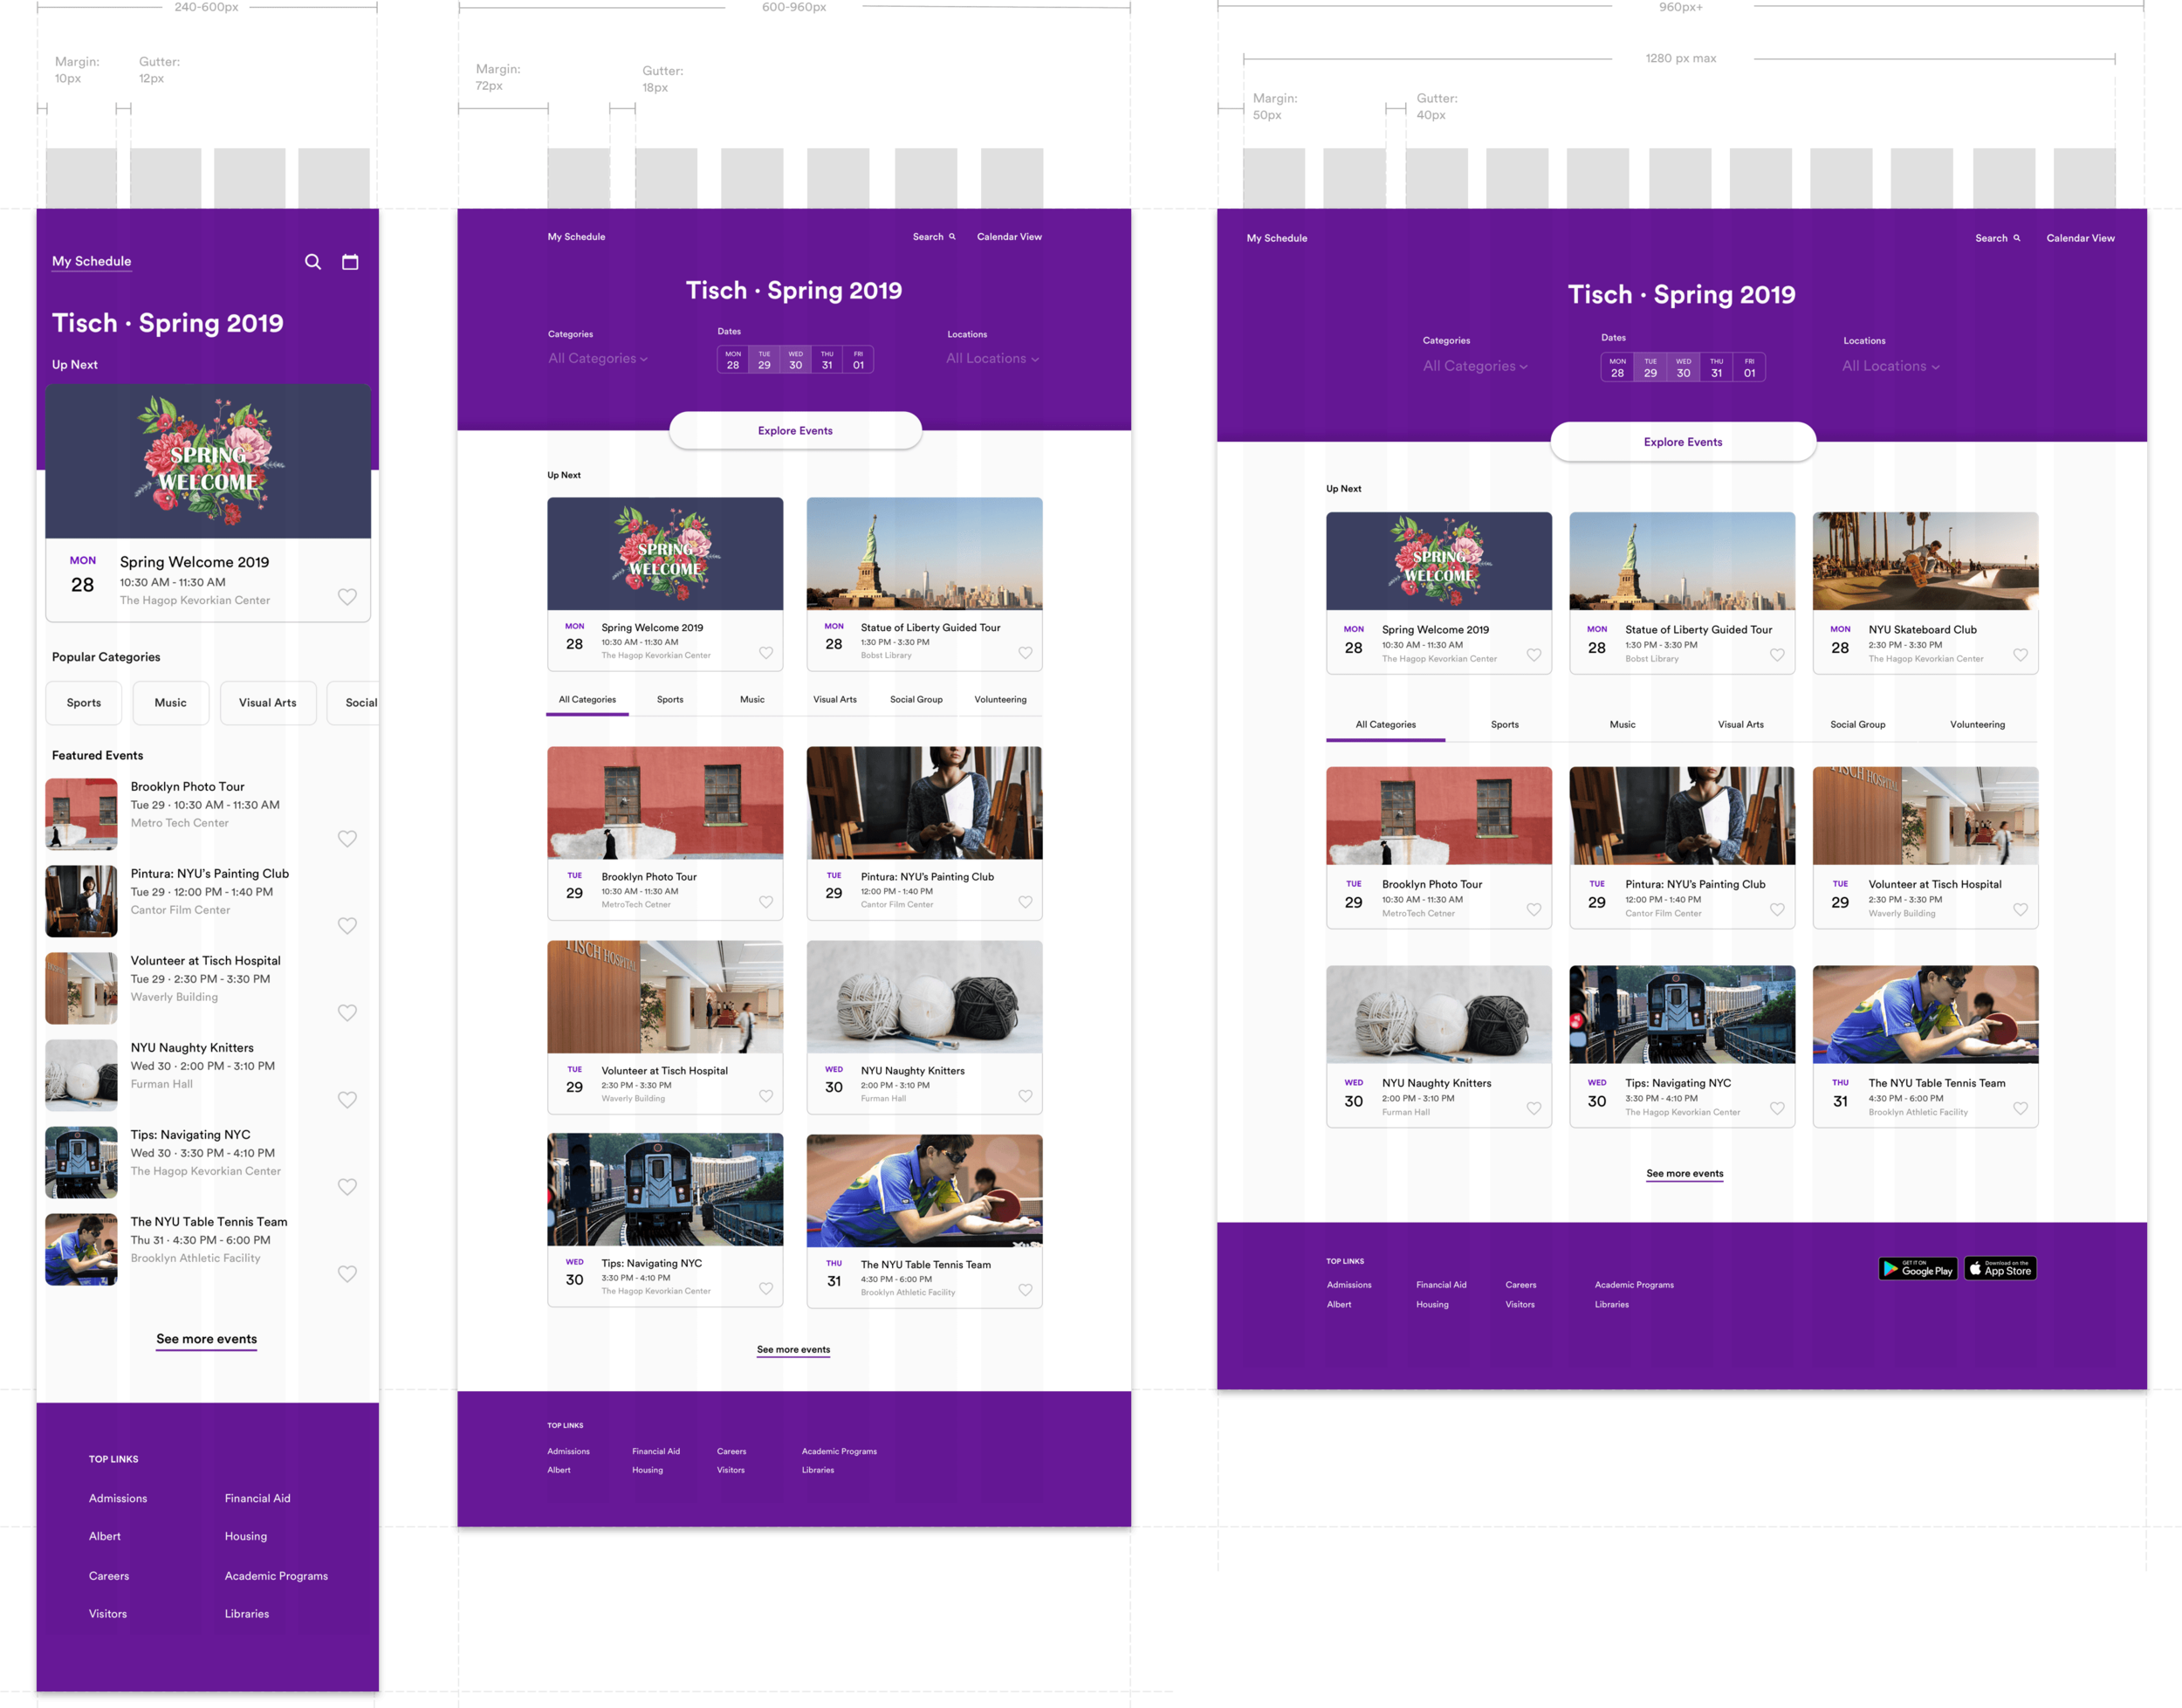 240-600px
Margin:
10px
Gutter:
12px
My Schedule
Tisch · Spring 2019
Up Next
SPRING
WELCOME
MON
28
Spring Welcome 2019
10:30 AM - 11:30 AM
The Hagop Kevorkian Center
Popular Categories
Sports
Music
Visual Arts
Social
Featured Events
Brooklyn Photo Tour
Tue 29 · 10:30 AM - 11:30 AM
Metro Tech Center
Pintura: NYU's Painting Club
Tue 29 · 12:00 PM - 1:40 PM
Cantor Film Center
Volunteer at Tisch Hospital
Tue 29 · 2:30 PM - 3:30 PM
Waverly Building
NYU Naughty Knitters
Wed 30 · 2:00 PM - 3:10 PM
Furman Hall
Tips: Navigating NYC
Wed 30 · 3:30 PM - 4:10 PM
The Hagop Kevorkian Center
The NYU Table Tennis Team
Thu 31 · 4:30 PM - 6:00 PM
Brooklyn Athletic Facility
See more events
TOP LINKS
Admissions Financial Aid
Albert Housing
Careers Academic Programs
Visitors Libraries
600-960px
Margin:
72px
Gutter:
18px
My Schedule Search Calendar View
Tisch · Spring 2019
Categories Dates Locations
All Categories All Locations
MON TUE WED THU FRI
28 29 30 31 01
Explore Events
Up Next
SPRING
WELCOME
MON
28
Spring Welcome 2019
10:30 AM - 11:30 AM
The Hagop Kevorkian Center
MON
28
Statue of Liberty Guided Tour
1:30 PM - 3:30 PM
Bobst Library
All Categories Sports Music Visual Arts Social Group Volunteering
TUE
29
Brooklyn Photo Tour
10:30 AM - 11:30 AM
MetroTech Cetner
TUE
29
Pintura: NYU's Painting Club
12:00 PM - 1:40 PM
Cantor Film Center
TISCH HOSPITAL
TUE
29
Volunteer at Tisch Hospital
2:30 PM - 3:30 PM
Waverly Building
WED
30
NYU Naughty Knitters
2:00 PM - 3:10 PM
Furman Hall
WED
30
Tips: Navigating NYC
3:30 PM - 4:10 PM
The Hagop Kevorkian Center
Open
THU
31
The NYU Table Tennis Team
4:30 PM - 6:00 PM
Brooklyn Athletic Facility
See more events
TOP LINKS
Admissions Financial Aid Careers Academic Programs
Albert Housing Visitors Libraries
960px+
1280 px max
Margin:
50px
Gutter:
40px
My Schedule Search Calendar View
Tisch · Spring 2019
Categories Dates Locations
All Categories All Locations
MON TUE WED THU FRI
28 29 30 31 01
Explore Events
Up Next
SPRING
WELCOME
MON
28
Spring Welcome 2019
10:30 AM - 11:30 AM
The Hagop Kevorkian Center
MON
28
Statue of Liberty Guided Tour
1:30 PM - 3:30 PM
Bobst Library
MON
28
NYU Skateboard Club
2:30 PM - 3:30 PM
The Hagop Kevorkian Center
All Categories Sports Music Visual Arts Social Group Volunteering
TUE
29
Brooklyn Photo Tour
10:30 AM - 11:30 AM
MetroTech Cetner
TUE
29
Pintura: NYU's Painting Club
12:00 PM - 1:40 PM
Cantor Film Center
TISCH HOSPITAL
TUE
29
Volunteer at Tisch Hospital
2:30 PM - 3:30 PM
Waverly Building
WED
30
NYU Naughty Knitters
2:00 PM - 3:10 PM
Furman Hall
WED
30
Tips: Navigating NYC
3:30 PM - 4:10 PM
The Hagop Kevorkian Center
THU
31
The NYU Table Tennis Team
4:30 PM - 6:00 PM
Brooklyn Athletic Facility
See more events
TOP LINKS
Admissions Financial Aid Careers Academic Programs
Albert Housing Visitors Libraries
GET IT ON
Google Play
Download on the
App Store